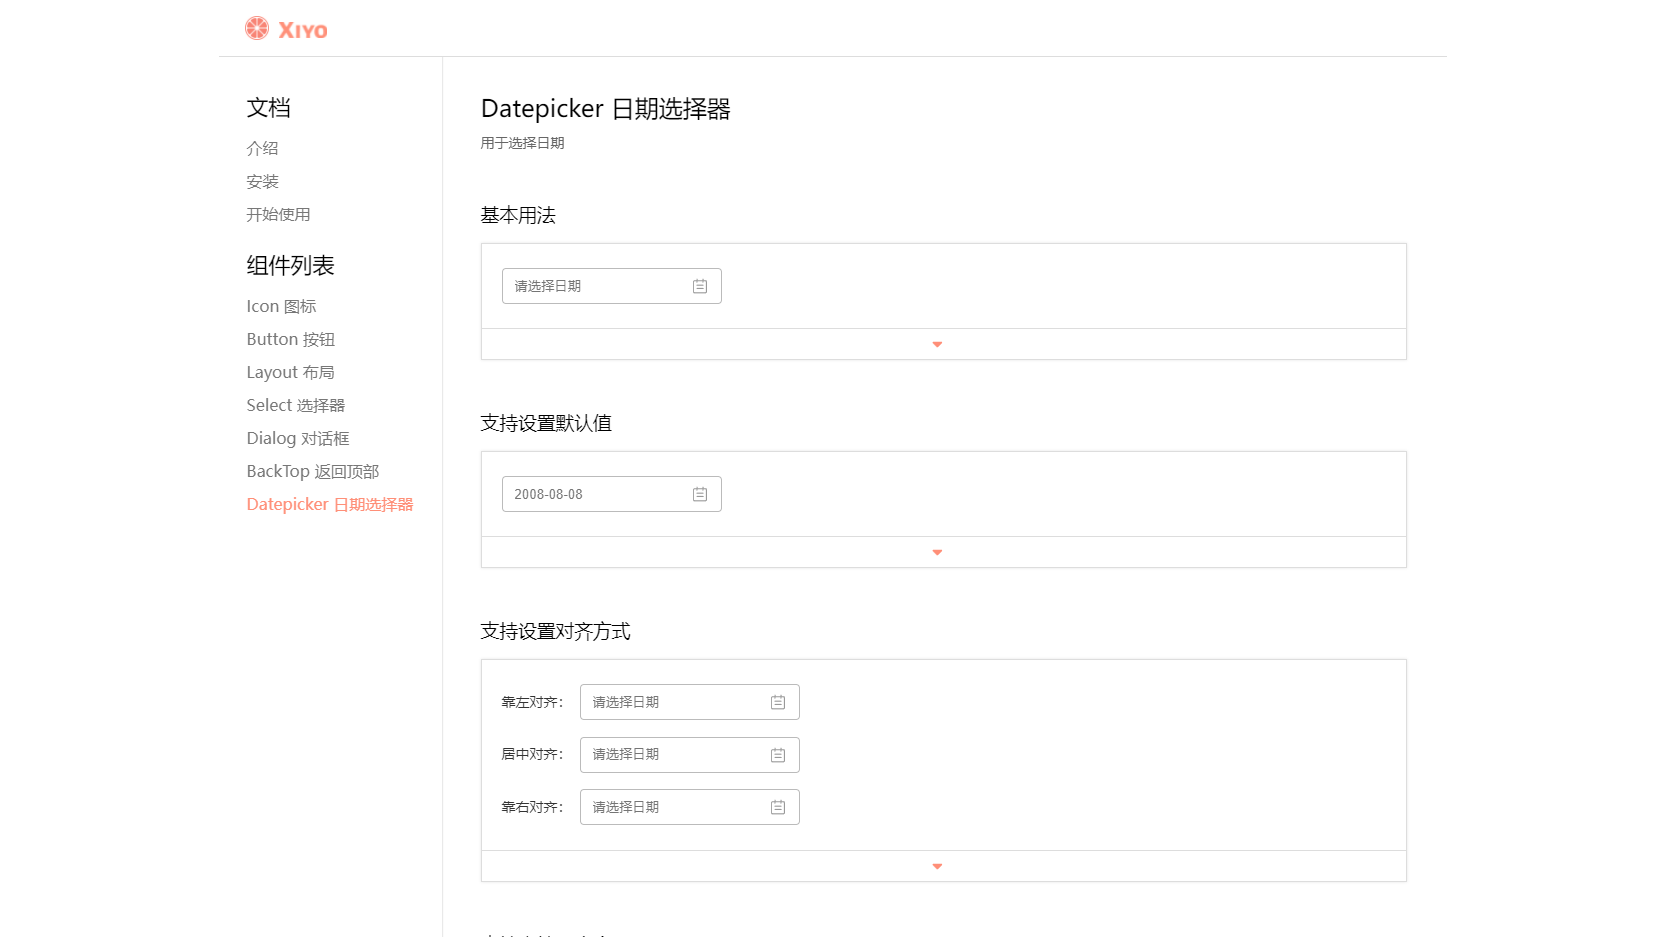 XIYO
文档
介绍
安装
开始使用
组件列表
Icon 图标
Button 按钮
Layout 布局
Select 选择器
Dialog 对话框
BackTop 返回顶部
Datepicker 日期选择器
Datepicker 日期选择器
用于选择日期
基本用法
请选择日期
支持设置默认值
2008-08-08
支持设置对齐方式
靠左对齐：
请选择日期
居中对齐：
请选择日期
靠右对齐：
请选择日期